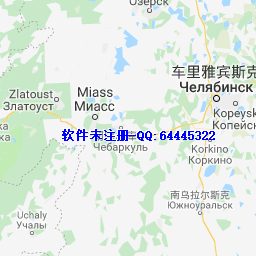 Озерск
车里雅宾斯克
Челябинск
Miass
Миасс
Zlatoust
Златоуст
Kopeysk
Копейск
软件未注册 QQ:64445322
Чебаркуль
Korkino
Коркино
南乌拉尔斯克
Южноуральск
Uchaly
Учалы